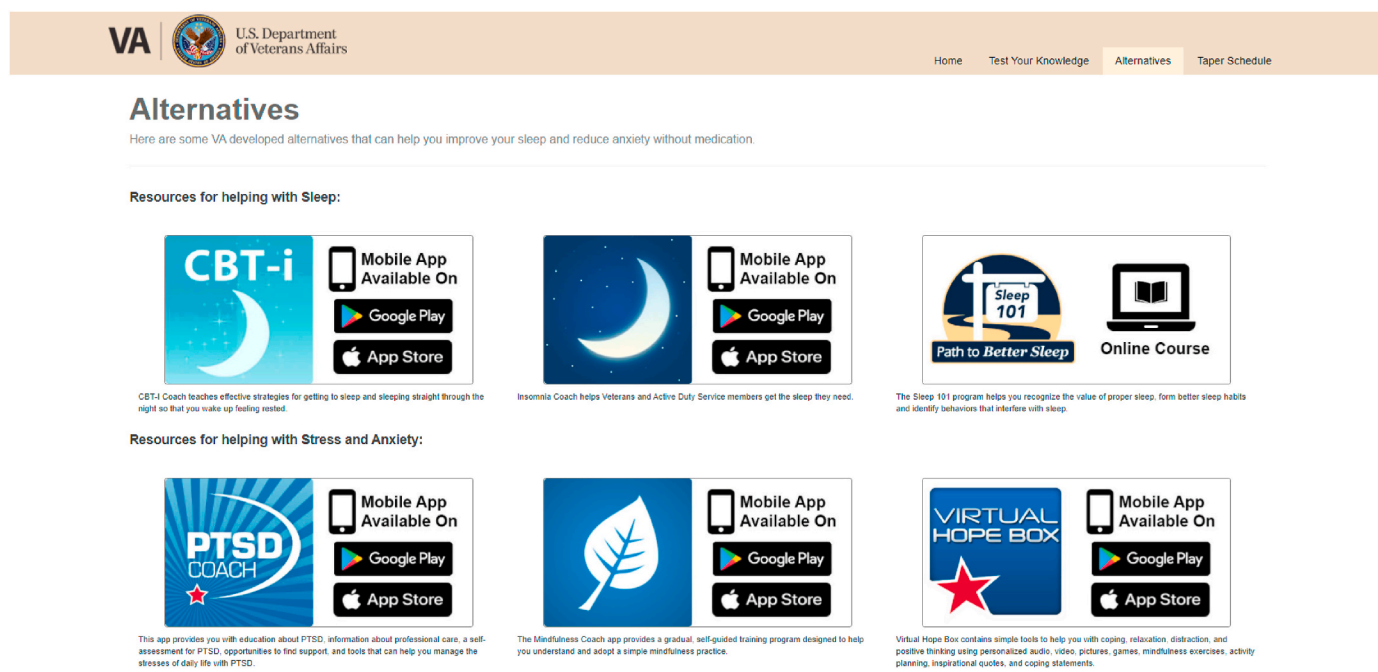 VA
U.S. Department
of Veterans Affairs
Home Test Your Knowledge Alternatives Taper Schedule
Alternatives
Here are some VA developed alternatives that can help you improve your sleep and reduce anxiety without medication.
Resources for helping with Sleep:
CBT-i
Mobile App
Available On
Google Play
App Store
CBT-I Coach teaches effective strategies for getting to sleep and sleeping straight through the
night so that you wake up feeling rested.
Mobile App
Available On
Google Play
App Store
Insomnia Coach helps Veterans and Active Duty Service members get the sleep they need.
Sleep
101
Path to Better Sleep
Online Course
The Sleep 101 program helps you recognize the value of proper sleep, form better sleep habits
and identify behaviors that interfere with sleep.
Resources for helping with Stress and Anxiety:
PTSD
COACH
Mobile App
Available On
Google Play
App Store
This app provides you with education about PTSD, information about professional care, a self-
assessment for PTSD, opportunities to find support, and tools that can help you manage the
stresses of daily life with PTSD.
Mobile App
Available On
Google Play
App Store
The Mindfulness Coach app provides a gradual, self-guided training program designed to help
you understand and adopt a simple mindfulness practice.
VIRTUAL
HOPE BOX
Mobile App
Available On
Google Play
App Store
Virtual Hope Box contains simple tools to help you with coping, relaxation, distraction, and
positive thinking using personalized audio, video, pictures, games, mindfulness exercises, activity
planning, inspirational quotes, and coping statements.